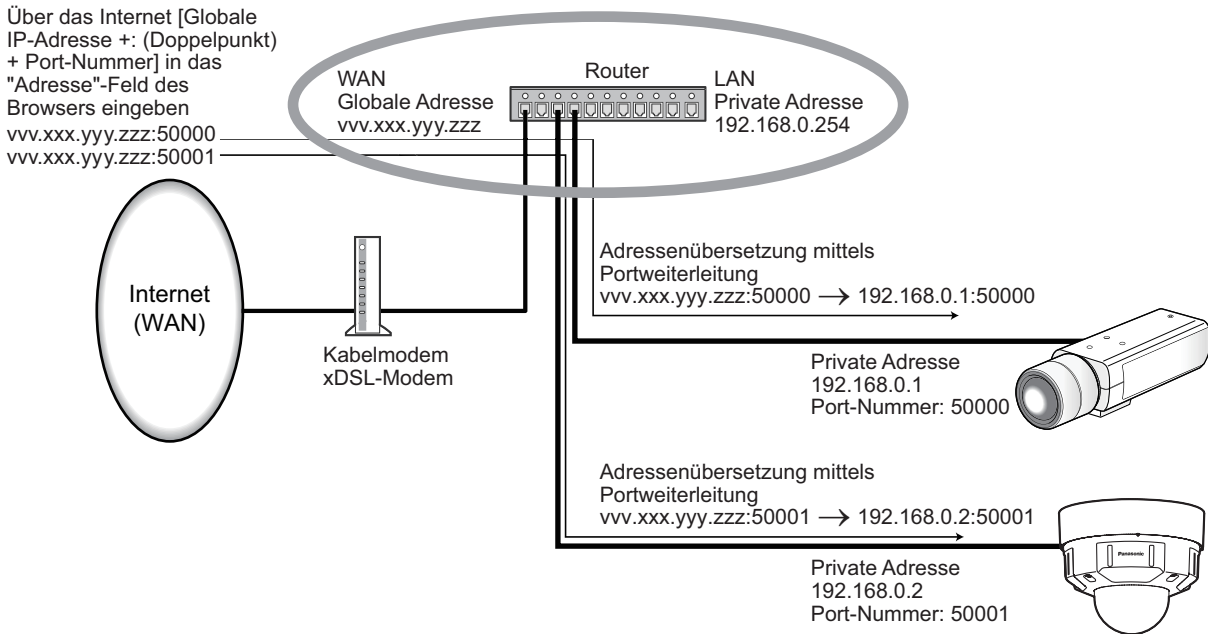 Über das Internet [Globale
IP-Adresse +: (Doppelpunkt)
+ Port-Nummer] in das
"Adresse"-Feld des
Browsers eingeben
vvv.xxx.yyy.zzz:50000
vvv.xxx.yyy.zzz:50001
WAN
Globale Adresse
vvv.xxx.yyy.zzz
Router
LAN
Private Adresse
192.168.0.254
Internet
(WAN)
Kabelmodem
xDSL-Modem
Adressenübersetzung mittels
Portweiterleitung
vvv.xxx.yyy.zzz:50000 → 192.168.0.1:50000
Private Adresse
192.168.0.1
Port-Nummer: 50000
Adressenübersetzung mittels
Portweiterleitung
vvv.xxx.yyy.zzz:50001 → 192.168.0.2:50001
Panasonic
Private Adresse
192.168.0.2
Port-Nummer: 50001